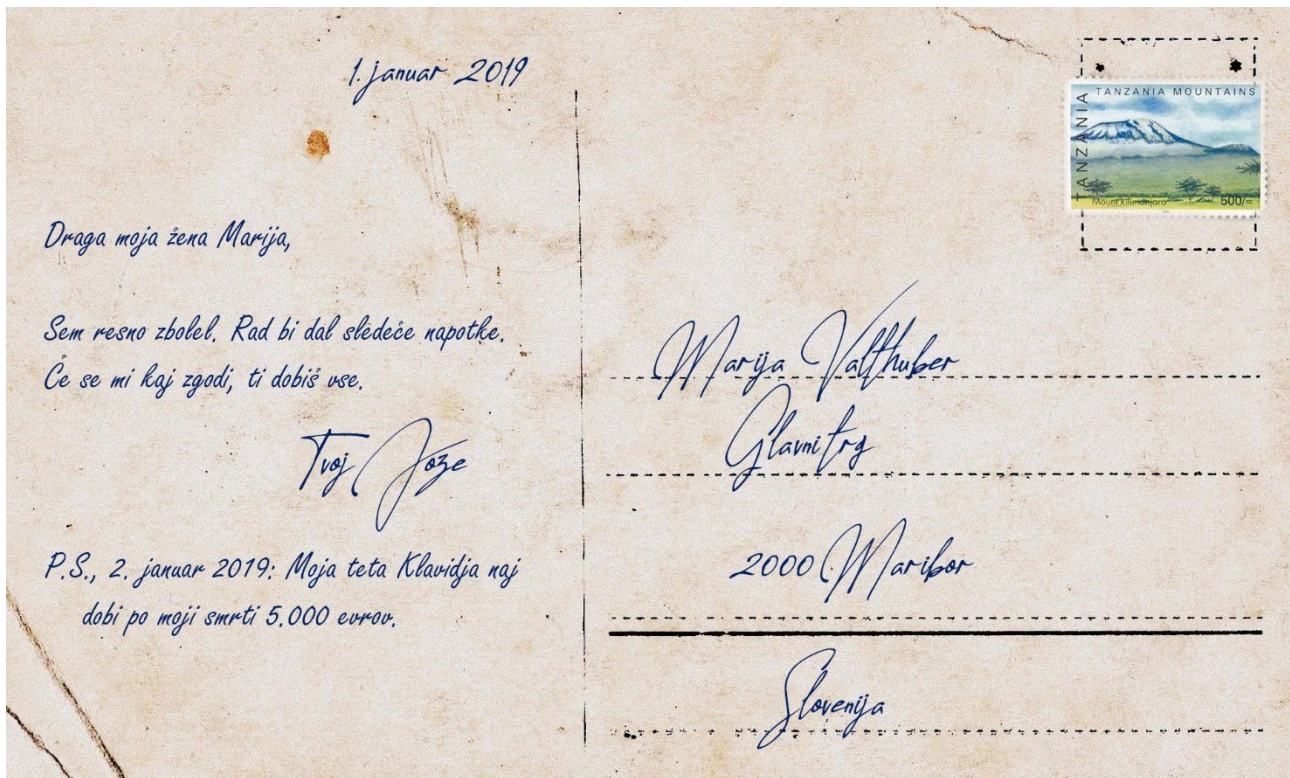 1. januar 2019
TANZANIA MOUNTAINS
TANZANIA
Mount Kilimanjara
500/=
Draga moja žena Marija,
Sem resno zbolel. Rad bi dal sledeče napotke.
Če se mi kaj zgodi, ti dobiš vse.
Tvoj Jože
P.S., 2. januar 2019: Moja teta Klavidja naj
dobi po moji smrti 5.000 evrov.
Marija Valthuber
Glavni trg
2000 Maribor
Slovenija